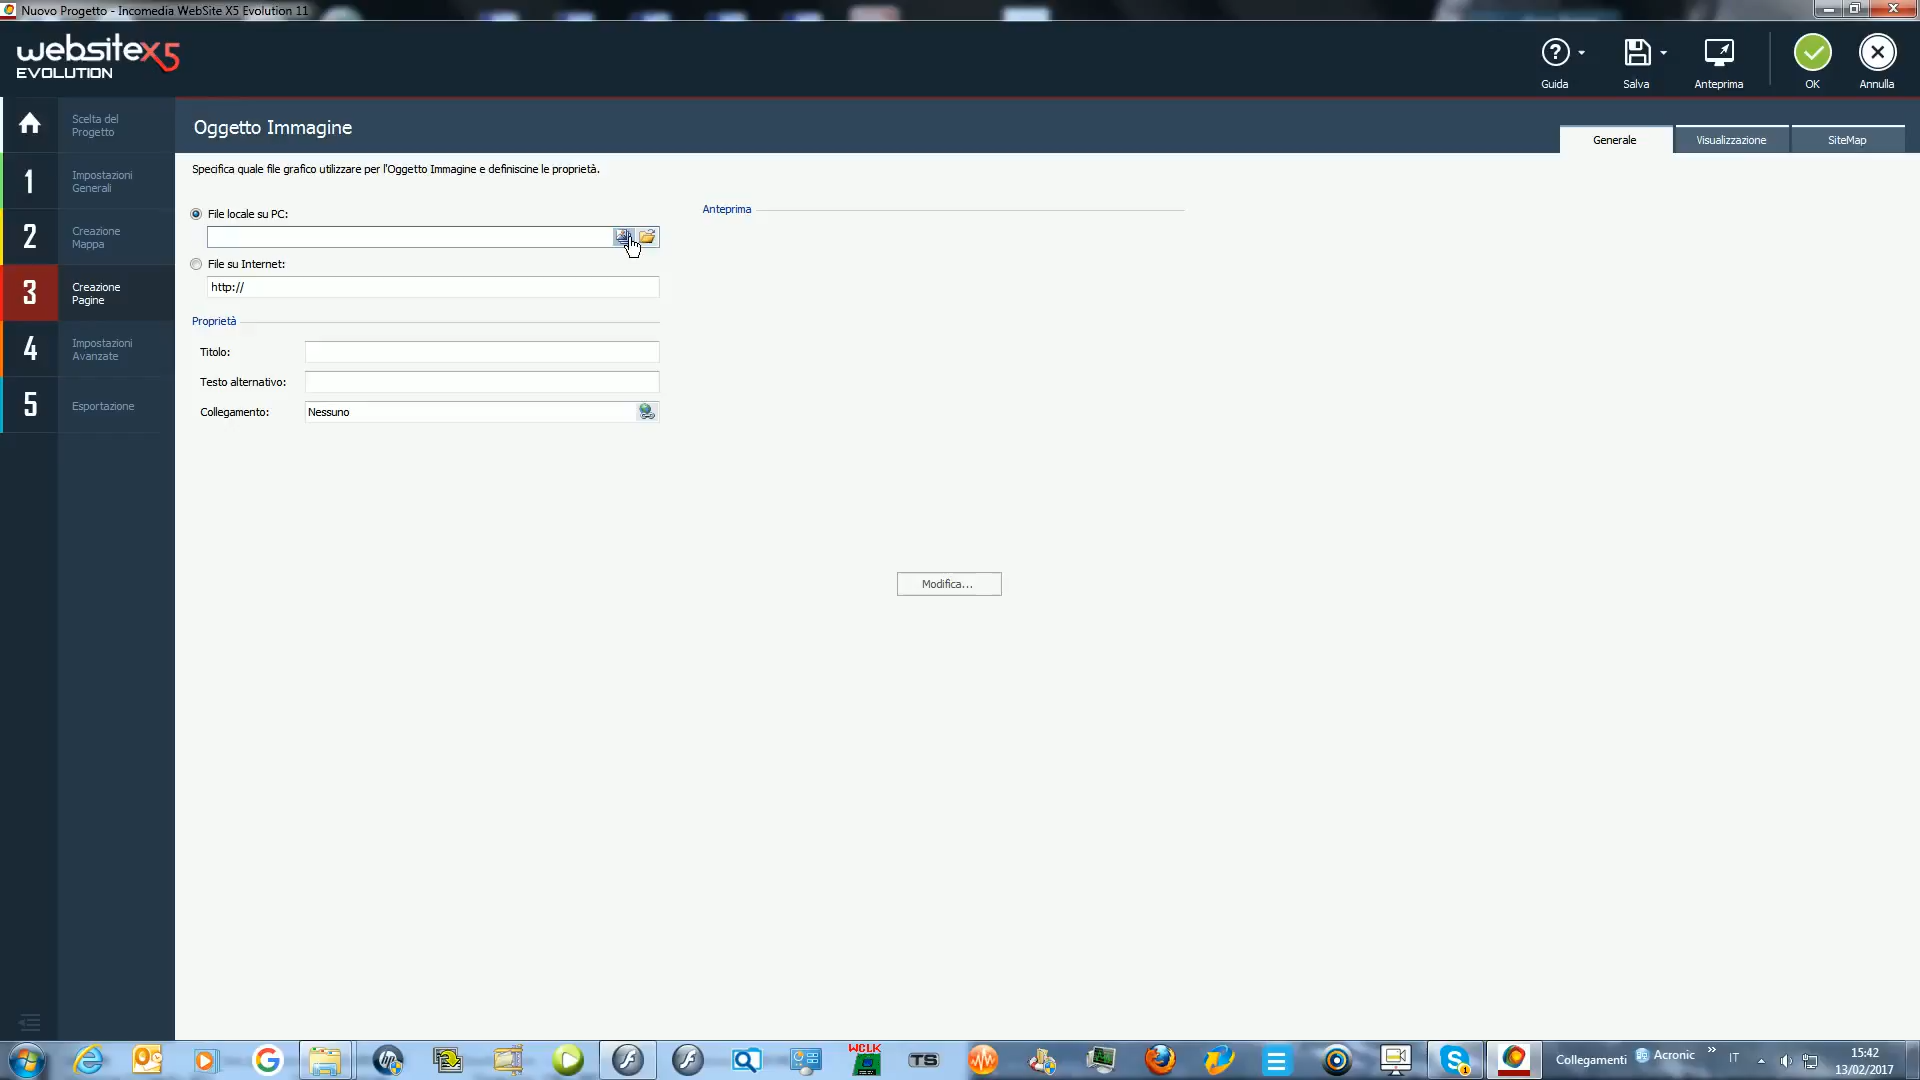 Nuovo Progetto - Incomedia WebSite X5 Evolution 11
websitex5
EVOLUTION
Guida
Salva
Anteprima
OK
Annulla
Scelta del
Progetto
1
Impostazioni
Generali
2
Creazione
Mappa
3
Creazione
Pagine
4
Impostazioni
Avanzate
5
Esportazione
Oggetto Immagine
Generale
Visualizzazione
SiteMap
Specifica quale file grafico utilizzare per l'Oggetto Immagine e definiscine le proprietà.
File locale su PC:
Anteprima
File su Internet:
http://
Proprietà
Titolo:
Testo alternativo:
Collegamento:
Nessuno
Modifica...
WCLK
TS
Collegamenti
Acronic
»
IT
15:42
13/02/2017